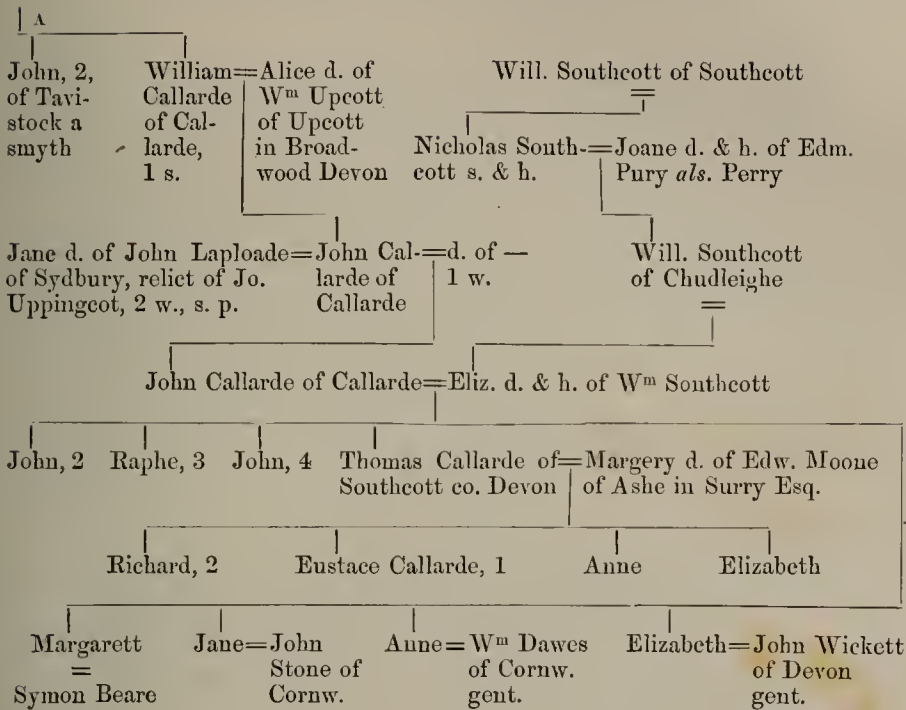 A
John, 2, of Tavi- stock a smyth
William = Alice d. of
Callarde Wᵐ Upcott
of Cal- of Upcott
larde, in Broad-
1 s. wood Devon
Will. Southcott of Southcott
=
Nicholas South- = Joane d. & h. of Edm.
cott s. & h. Pury als. Perry
Jane d. of John Laploade = John Cal- = d. of —
of Sydbury, relict of Jo. larde of 1 w.
Uppingcot, 2 w., s. p. Callarde
Will. Southcott
of Chudleighe
=
John Callarde of Callarde = Eliz. d. & h. of Wᵐ Southcott
John, 2 Raphe, 3 John, 4 Thomas Callarde of = Margery d. of Edw. Moone
Southcott co. Devon of Ashe in Surry Esq.
Richard, 2 Eustace Callarde, 1 Anne Elizabeth
Margarett Jane = John Anne = Wᵐ Dawes Elizabeth = John Wickett
= Stone of of Cornw. of Devon
Symon Beare Cornw. gent. gent.